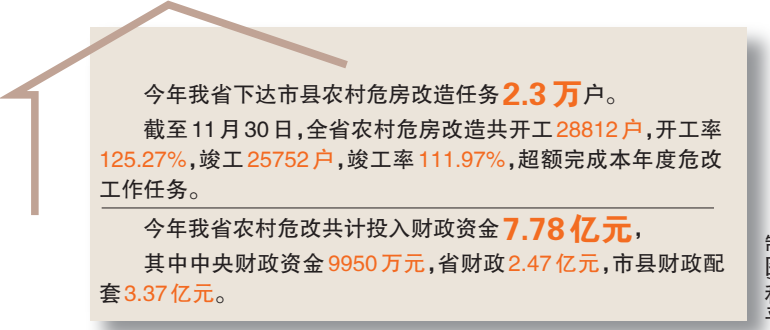 今年我省下达市县农村危房改造任务2.3万户。
截至11月30日,全省农村危房改造共开工28812户,开工率
125.27%,竣工25752户,竣工率111.97%,超额完成本年度危改
工作任务。
今年我省农村危改共计投入财政资金7.78亿元,
其中中央财政资金9950万元,省财政2.47亿元,市县财政配
套3.37亿元。